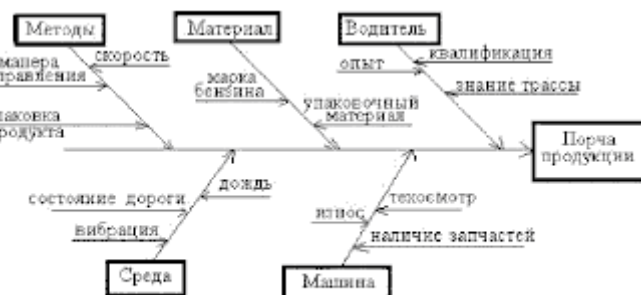 Методы
Материал
Водитель
манера
управления
скорость
упаковка
продукта
марка
бензина
упаковочный
материал
опыт
квалификация
знание трассы
Порча
продукции
состояние дороги
вибрация
дождь
Среда
износ
техосмотр
наличие запчастей
Машина